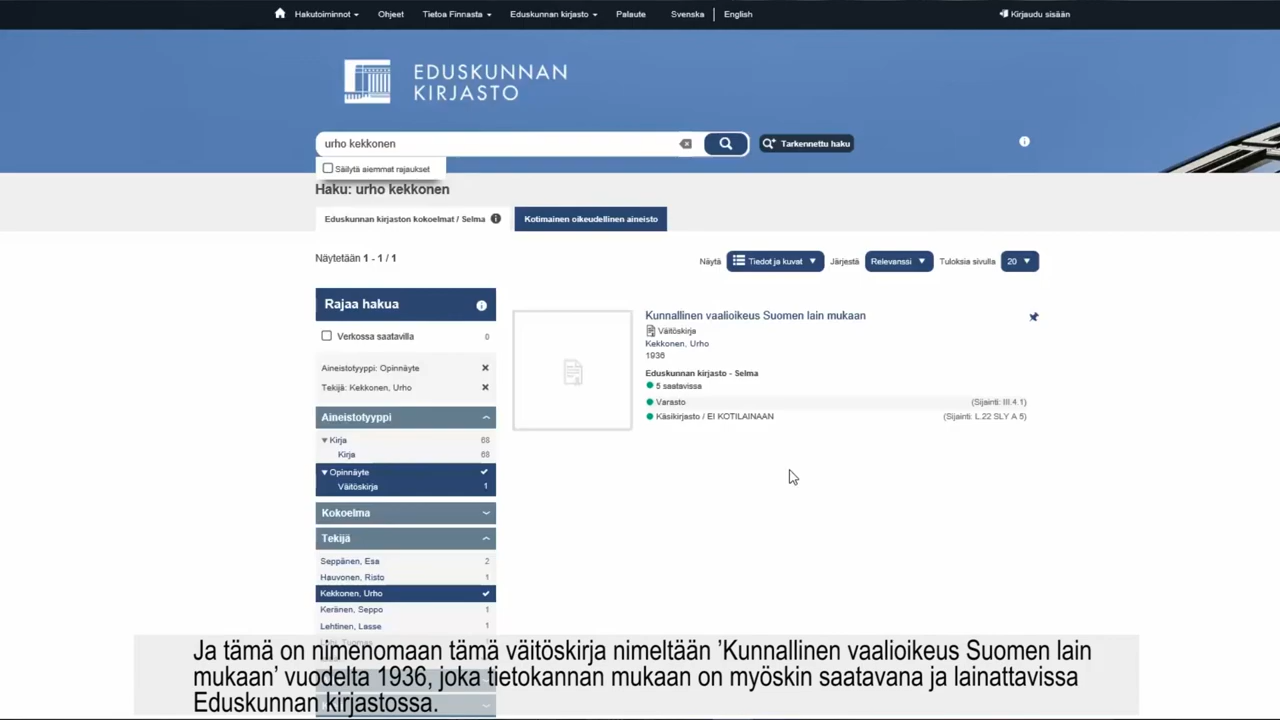 Hakutoiminnot
Ohjeet
Tietoa Finnasta
Eduskunnan kirjasto
Palaute
Svenska
English
Kirjaudu sisään
EDUSKUNNAN
KIRJASTO
urho kekkonen
Tarkennettu haku
Säilytä aiemmat rajaukset
Haku: urho kekkonen
Eduskunnan kirjaston kokoelmat / Selma
Kotimainen oikeudellinen aineisto
Näytetään 1 - 1 / 1
Näytä
Tiedot ja kuvat
Järjestä
Relevanssi
Tuloksia sivulla
20
Rajaa hakua
Verkossa saatavilla 0
Aineistotyyppi: Opinnäyte
Tekijä: Kekkonen, Urho
Aineistotyyppi
Kirja 68
Kirja 68
Opinnäyte
Väitöskirja 1
Kokoelma
Tekijä
Seppänen, Esa 2
Hauvonen, Risto 1
Kekkonen, Urho
Keränen, Seppo 1
Lehtinen, Lasse 1
Kunnallinen vaalioikeus Suomen lain mukaan
Väitöskirja
Kekkonen, Urho
1936
Eduskunnan kirjasto - Selma
5 saatavissa
Varasto (Sijainti: III.4.1)
Käsikirjasto / EI KOTILAINAAN (Sijainti: L.22 SLY A 5)
Ja tämä on nimenomaan tämä väitöskirja nimeltään ’Kunnallinen vaalioikeus Suomen lain
mukaan’ vuodelta 1936, joka tietokannan mukaan on myöskin saatavana ja lainattavissa
Eduskunnan kirjastossa.